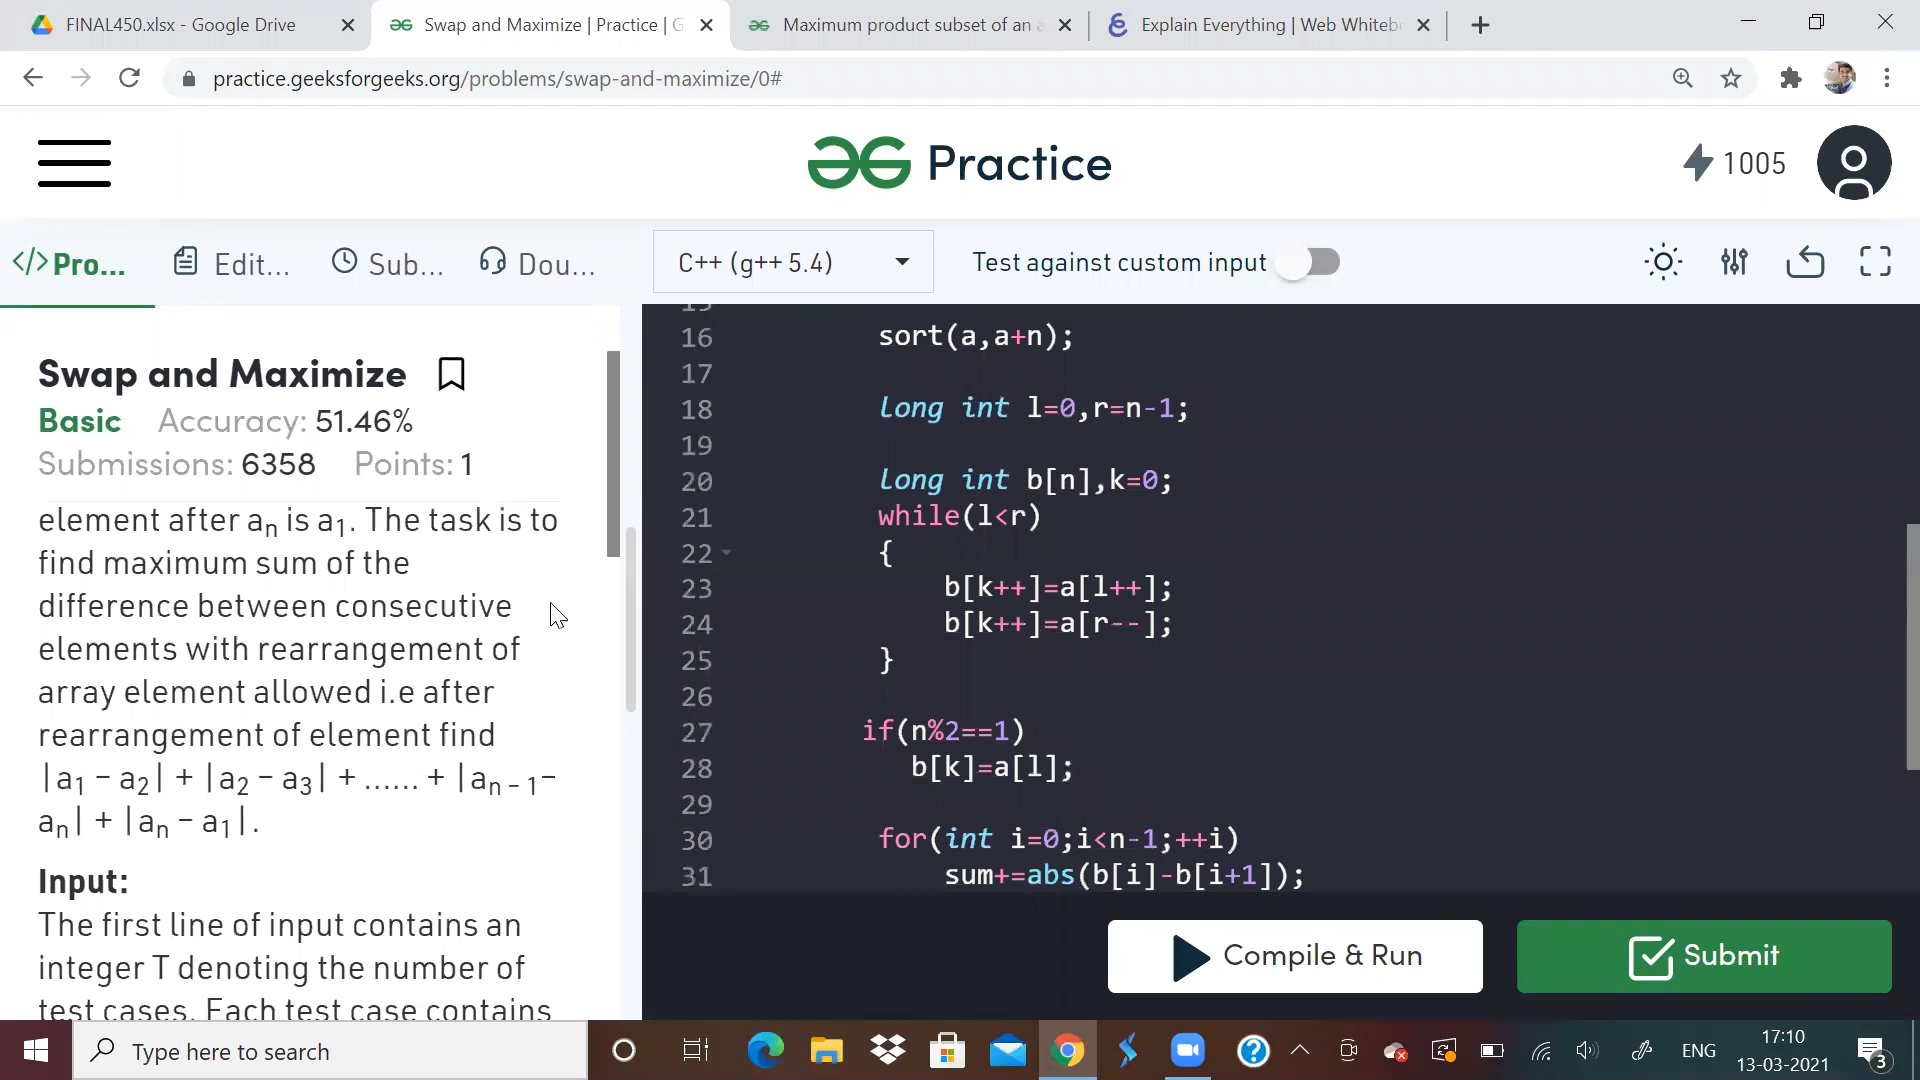 FINAL450.xlsx - Google Drive
Swap and Maximize | Practice | G
Maximum product subset of an a
Explain Everything | Web Whiteb
practice.geeksforgeeks.org/problems/swap-and-maximize/0#
Practice
1005
</> Pro...
Edit...
Sub...
Dou...
C++ (g++ 5.4)
Test against custom input
Swap and Maximize
Basic Accuracy: 51.46%
Submissions: 6358 Points: 1
element after aₙ is a₁. The task is to
find maximum sum of the
difference between consecutive
elements with rearrangement of
array element allowed i.e after
rearrangement of element find
|a₁ − a₂| + |a₂ − a₃| + …… + |aₙ ₋ ₁−
aₙ| + |aₙ − a₁|.
Input:
The first line of input contains an
integer T denoting the number of
test cases. Each test case contains
15
16 sort(a,a+n);
17
18 long int l=0,r=n-1;
19
20 long int b[n],k=0;
21 while(l<r)
22 {
23 b[k++]=a[l++];
24 b[k++]=a[r--];
25 }
26
27 if(n%2==1)
28 b[k]=a[l];
29
30 for(int i=0;i<n-1;++i)
31 sum+=abs(b[i]-b[i+1]);
Compile & Run
Submit
Type here to search
ENG
17:10
13-03-2021
3